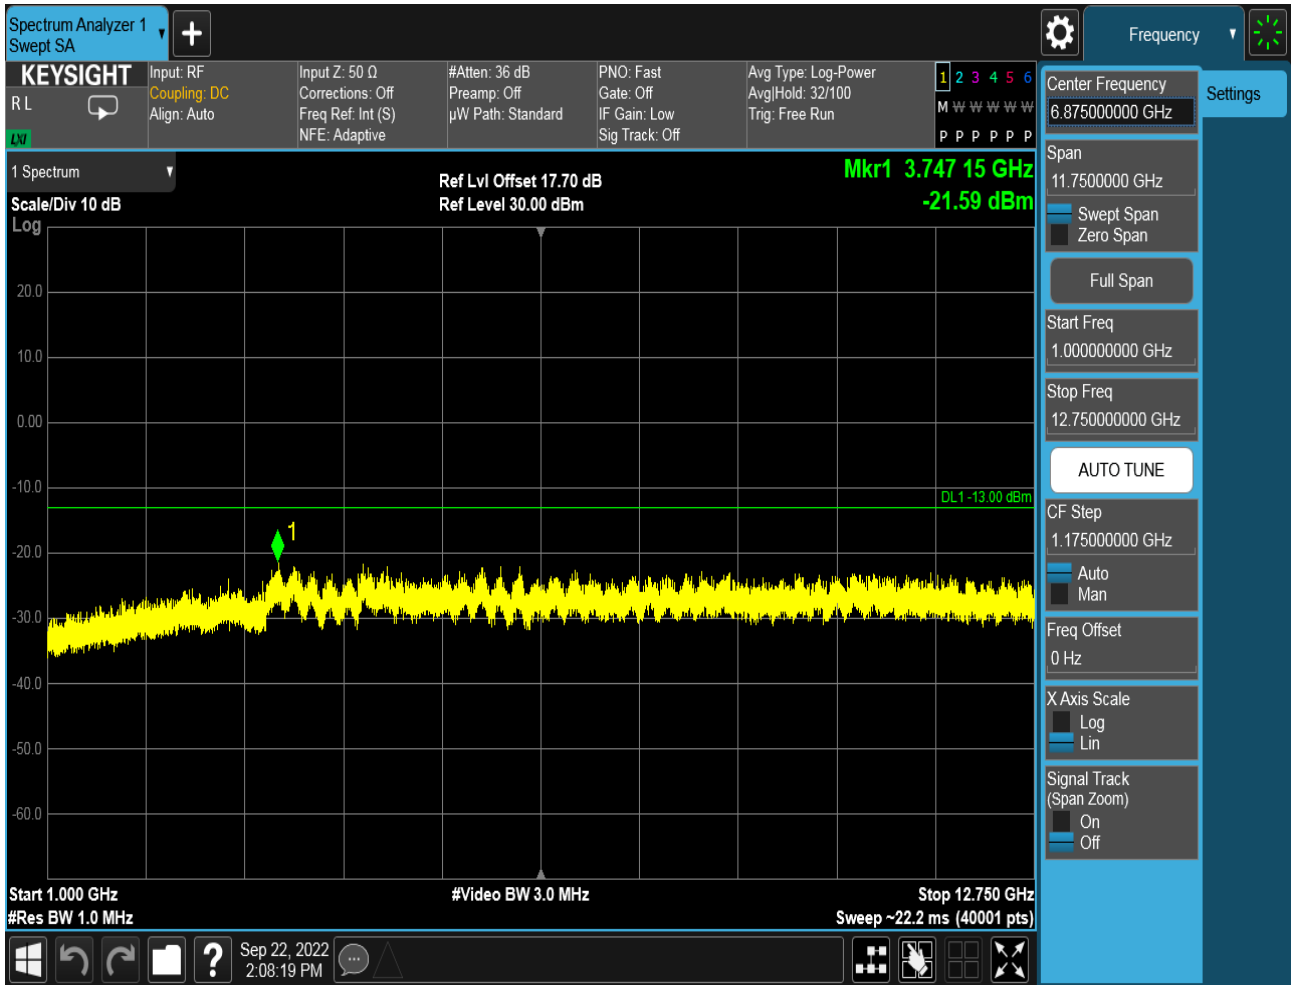 Spectrum Analyzer 1
Swept SA
Frequency
KEYSIGHT
R L
LXI
Input: RF
Coupling: DC
Align: Auto
Input Z: 50 Ω
Corrections: Off
Freq Ref: Int (S)
NFE: Adaptive
#Atten: 36 dB
Preamp: Off
µW Path: Standard
PNO: Fast
Gate: Off
IF Gain: Low
Sig Track: Off
Avg Type: Log-Power
Avg|Hold: 32/100
Trig: Free Run
1 2 3 4 5 6
M W W W W W
P P P P P P
1 Spectrum
Scale/Div 10 dB
Log
Ref Lvl Offset 17.70 dB
Ref Level 30.00 dBm
Mkr1 3.747 15 GHz
-21.59 dBm
20.0
10.0
0.00
-10.0
-20.0
-30.0
-40.0
-50.0
-60.0
DL1 -13.00 dBm
1
Start 1.000 GHz
#Res BW 1.0 MHz
#Video BW 3.0 MHz
Stop 12.750 GHz
Sweep ~22.2 ms (40001 pts)
Center Frequency
6.875000000 GHz
Settings
Span
11.7500000 GHz
Swept Span
Zero Span
Full Span
Start Freq
1.000000000 GHz
Stop Freq
12.750000000 GHz
AUTO TUNE
CF Step
1.175000000 GHz
Auto
Man
Freq Offset
0 Hz
X Axis Scale
Log
Lin
Signal Track
(Span Zoom)
On
Off
?
Sep 22, 2022
2:08:19 PM